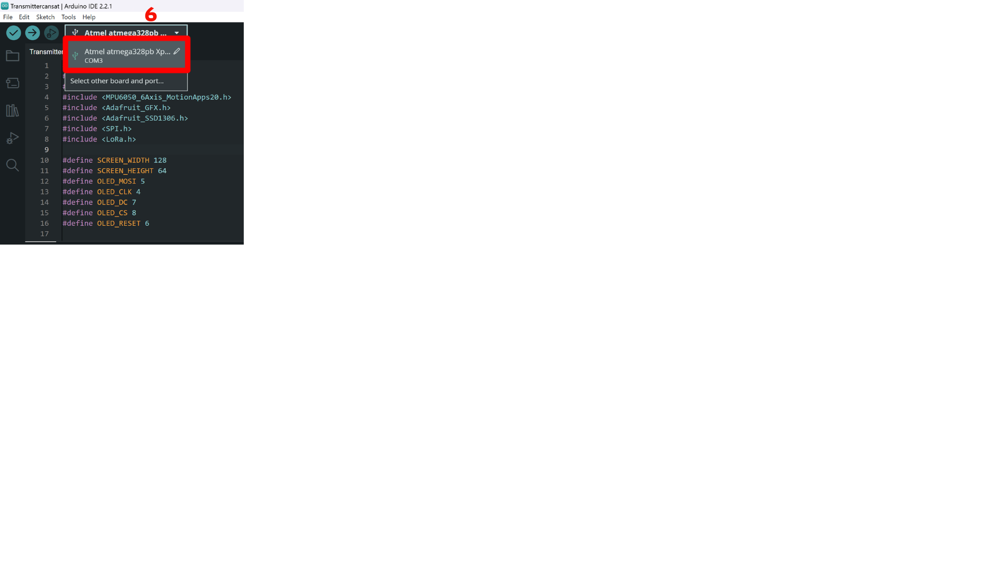 Transmittercansat | Arduino IDE 2.2.1
File Edit Sketch Tools Help
6
Atmel atmega328pb ...
Transmitter
Atmel atmega328pb Xp...
COM3
Select other board and port...
1
2 #
3 #
4 #include <MPU6050_6Axis_MotionApps20.h>
5 #include <Adafruit_GFX.h>
6 #include <Adafruit_SSD1306.h>
7 #include <SPI.h>
8 #include <LoRa.h>
9
10 #define SCREEN_WIDTH 128
11 #define SCREEN_HEIGHT 64
12 #define OLED_MOSI 5
13 #define OLED_CLK 4
14 #define OLED_DC 7
15 #define OLED_CS 8
16 #define OLED_RESET 6
17